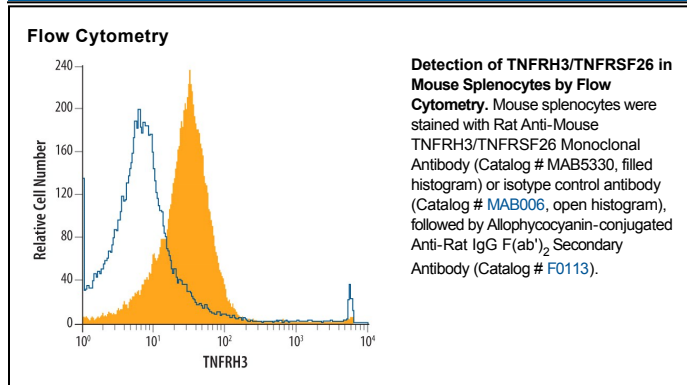 Flow Cytometry
240
200
160
120
80
40
0
Relative Cell Number
10⁰
10¹
10²
10³
10⁴
TNFRH3
Detection of TNFRH3/TNFRSF26 in
Mouse Splenocytes by Flow
Cytometry. Mouse splenocytes were
stained with Rat Anti-Mouse
TNFRH3/TNFRSF26 Monoclonal
Antibody (Catalog # MAB5330, filled
histogram) or isotype control antibody
(Catalog # MAB006, open histogram),
followed by Allophycocyanin-conjugated
Anti-Rat IgG F(ab')₂ Secondary
Antibody (Catalog # F0113).